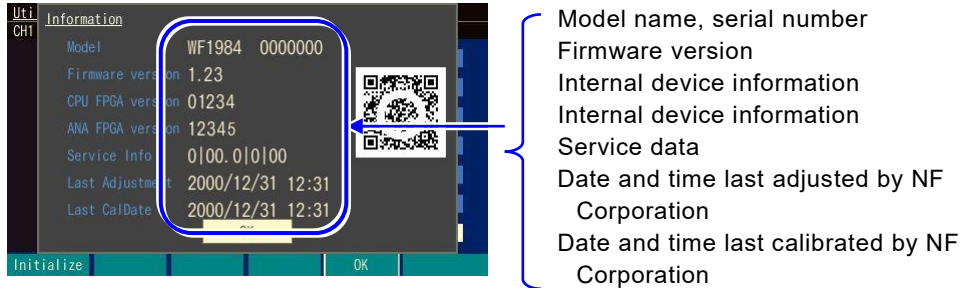 Uti
CH1
Information
Model WF1984 0000000
Firmware version 1.23
CPU FPGA version 01234
ANA FPGA version 12345
Service Info 0|00.0|0|00
Last Adjustment 2000/12/31 12:31
Last CalDate 2000/12/31 12:31
Initialize OK
Model name, serial number
Firmware version
Internal device information
Internal device information
Service data
Date and time last adjusted by NF
Corporation
Date and time last calibrated by NF
Corporation